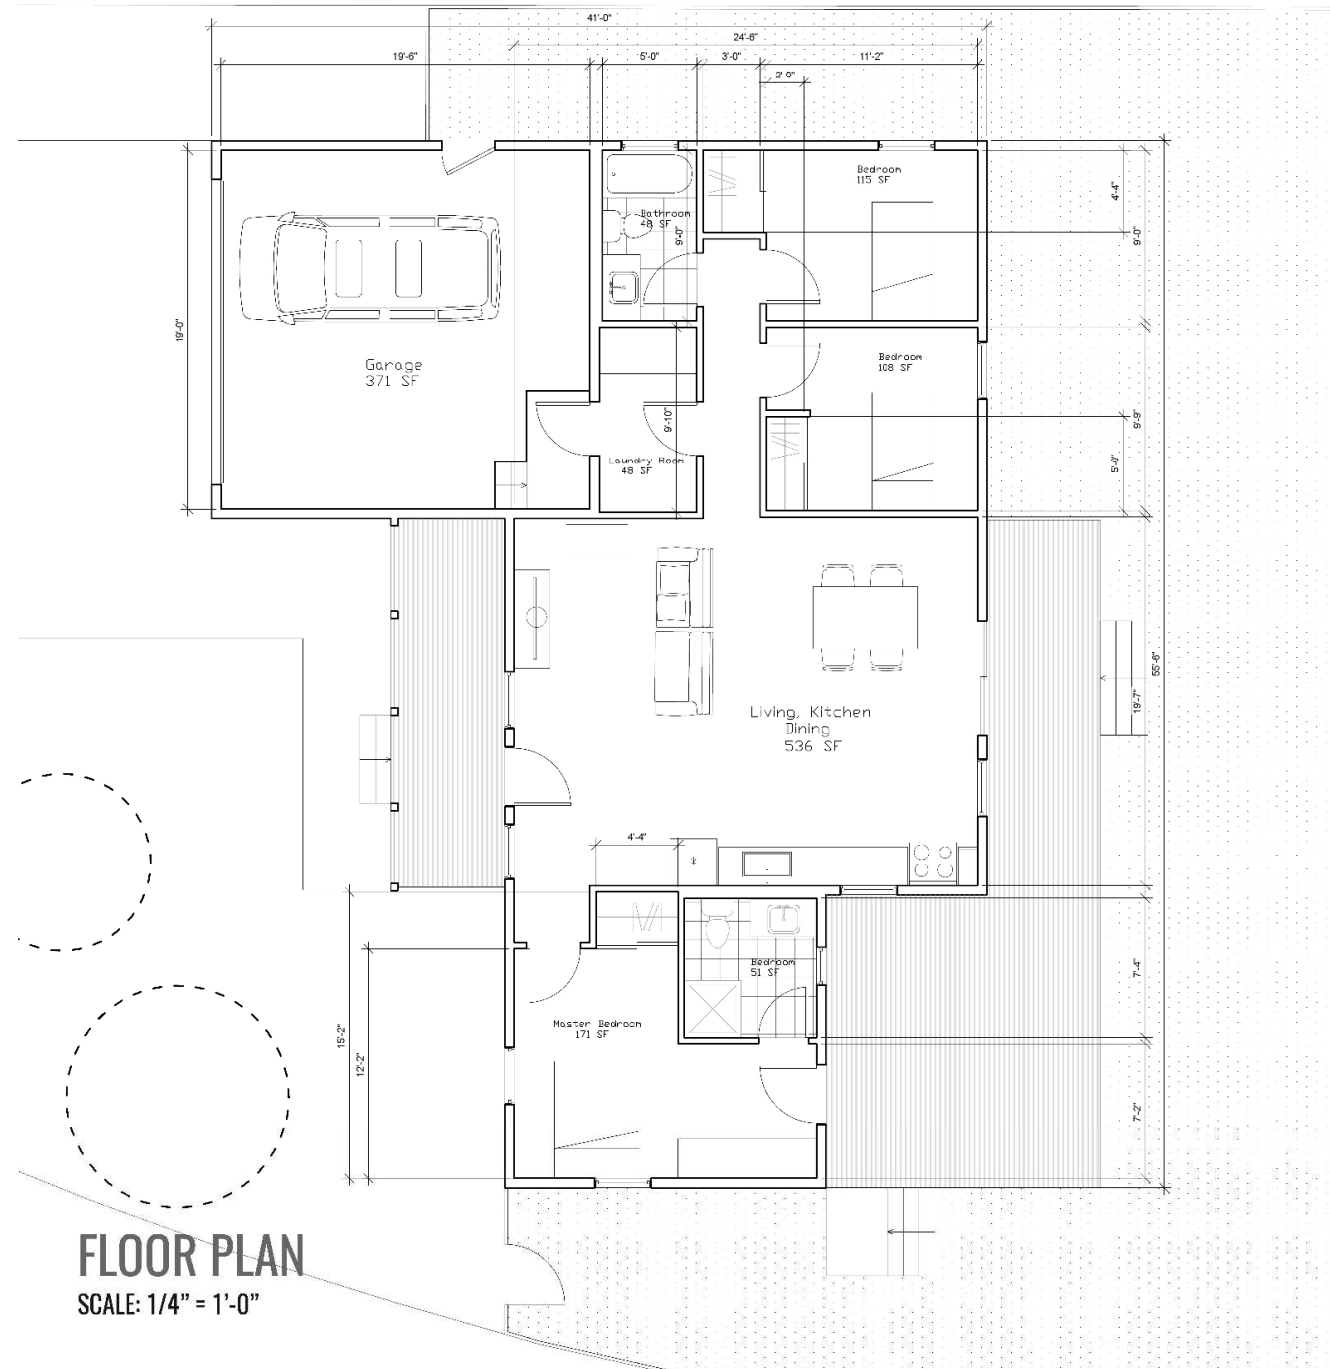 41'-0"
24'-6"
19'-6"
5'-0"
3'-0"
11'-2"
2'-0"
Bedroom
115 SF
4'-4"
Bathroom
48 SF
9'-0"
9'-0"
19'-0"
Garage
371 SF
Bedroom
108 SF
9'-10"
9'-9"
Laundry Room
48 SF
5'-0"
55'-6"
19'-7"
Living, Kitchen
Dining
536 SF
4'-4"
Bedroom
51 SF
7'-4"
Master Bedroom
171 SF
15'-2"
12'-2"
7'-2"
FLOOR PLAN
SCALE: 1/4" = 1'-0"